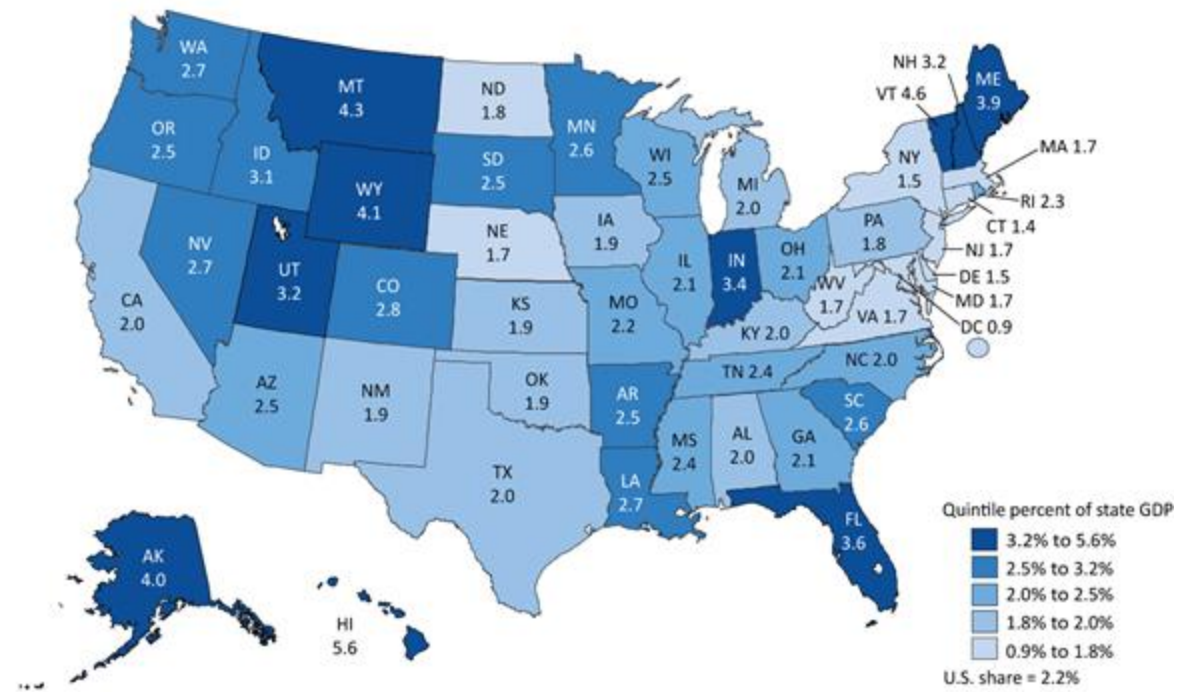 WA
2.7
MT
4.3
ND
1.8
MN
2.6
OR
2.5
ID
3.1
WY
4.1
SD
2.5
WI
2.5
MI
2.0
NY
1.5
NH 3.2
VT 4.6
ME
3.9
MA 1.7
RI 2.3
CT 1.4
NJ 1.7
DE 1.5
MD 1.7
DC 0.9
NV
2.7
UT
3.2
CO
2.8
NE
1.7
IA
1.9
IL
2.1
IN
3.4
OH
2.1
PA
1.8
WV
1.7
VA 1.7
CA
2.0
KS
1.9
MO
2.2
KY 2.0
AZ
2.5
NM
1.9
OK
1.9
AR
2.5
TN 2.4
NC 2.0
SC
2.6
TX
2.0
LA
2.7
MS
2.4
AL
2.0
GA
2.1
FL
3.6
AK
4.0
HI
5.6
Quintile percent of state GDP
3.2% to 5.6%
2.5% to 3.2%
2.0% to 2.5%
1.8% to 2.0%
0.9% to 1.8%
U.S. share = 2.2%